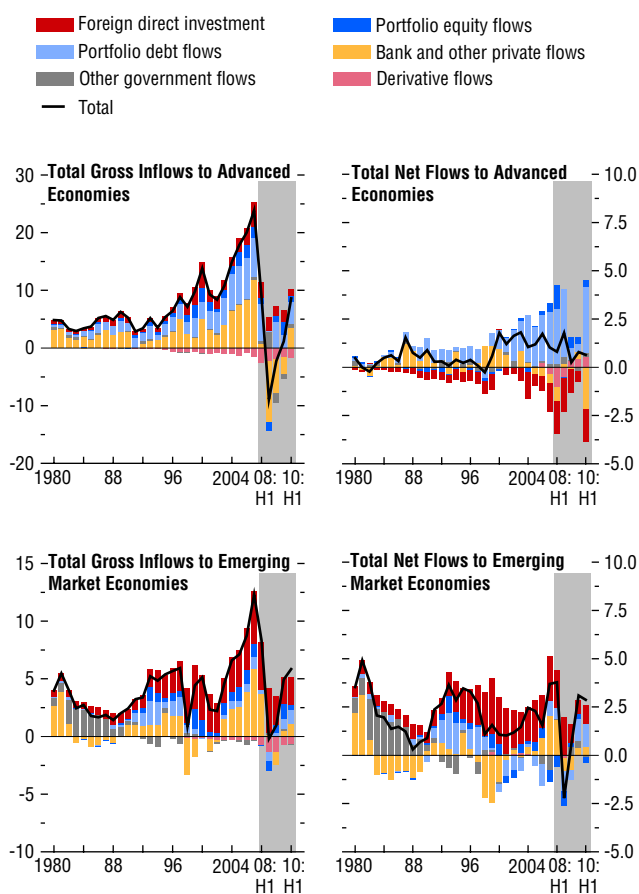 Foreign direct investment
Portfolio equity flows
Portfolio debt flows
Bank and other private flows
Other government flows
Derivative flows
Total
Total Gross Inflows to Advanced
Economies
30
20
10
0
-10
-20
1980 88 96 2004 08: 10:
H1 H1
Total Net Flows to Advanced
Economies
10.0
7.5
5.0
2.5
0.0
-2.5
-5.0
1980 88 96 2004 08: 10:
H1 H1
Total Gross Inflows to Emerging
Market Economies
15
10
5
0
-5
-10
1980 88 96 2004 08: 10:
H1 H1
Total Net Flows to Emerging
Market Economies
10.0
7.5
5.0
2.5
-0.0
-2.5
-5.0
1980 88 96 2004 08: 10:
H1 H1